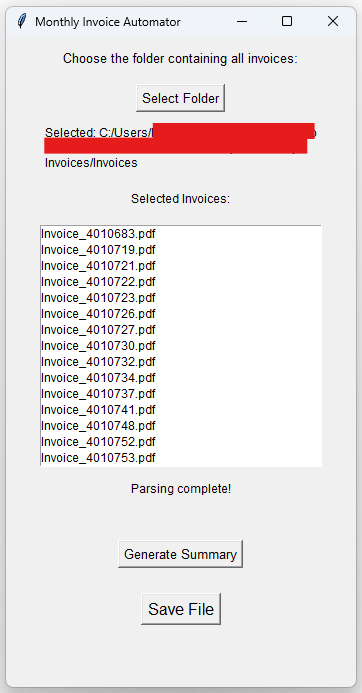 Monthly Invoice Automator
Choose the folder containing all invoices:
Select Folder
Selected: C:/Users/
Invoices/Invoices
Selected Invoices:
Invoice_4010683.pdf
Invoice_4010719.pdf
Invoice_4010721.pdf
Invoice_4010722.pdf
Invoice_4010723.pdf
Invoice_4010726.pdf
Invoice_4010727.pdf
Invoice_4010730.pdf
Invoice_4010732.pdf
Invoice_4010734.pdf
Invoice_4010737.pdf
Invoice_4010741.pdf
Invoice_4010748.pdf
Invoice_4010752.pdf
Invoice_4010753.pdf
Parsing complete!
Generate Summary
Save File